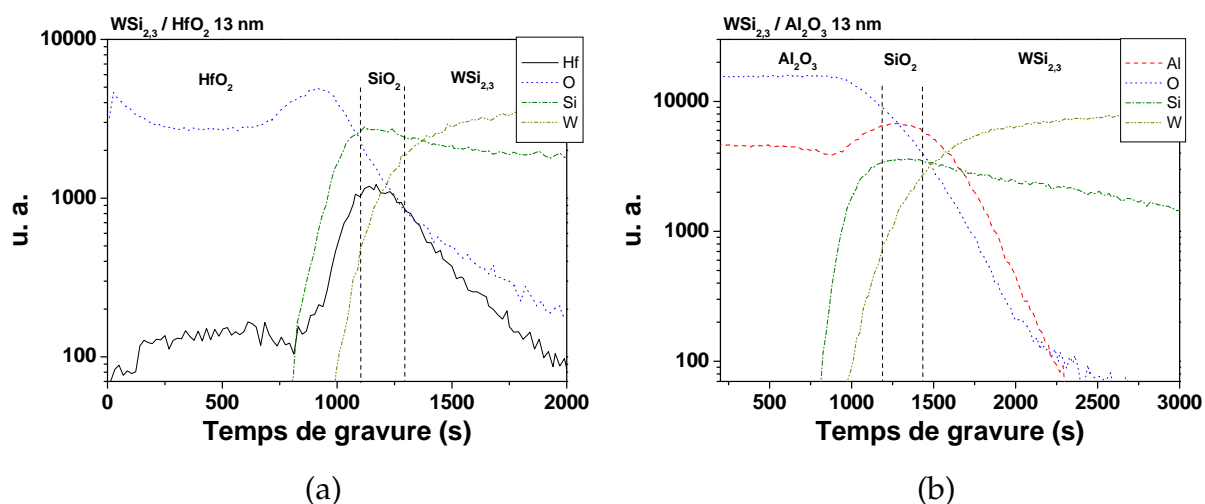 WSi2,3 / HfO2 13 nm
10000
1000
100
u. a.
HfO2
SiO2
WSi2,3
Hf
O
Si
W
0
500
1000
1500
2000
Temps de gravure (s)
(a)
WSi2,3 / Al2O3 13 nm
10000
1000
100
u. a.
Al2O3
SiO2
WSi2,3
Al
O
Si
W
500
1000
1500
2000
2500
3000
Temps de gravure (s)
(b)